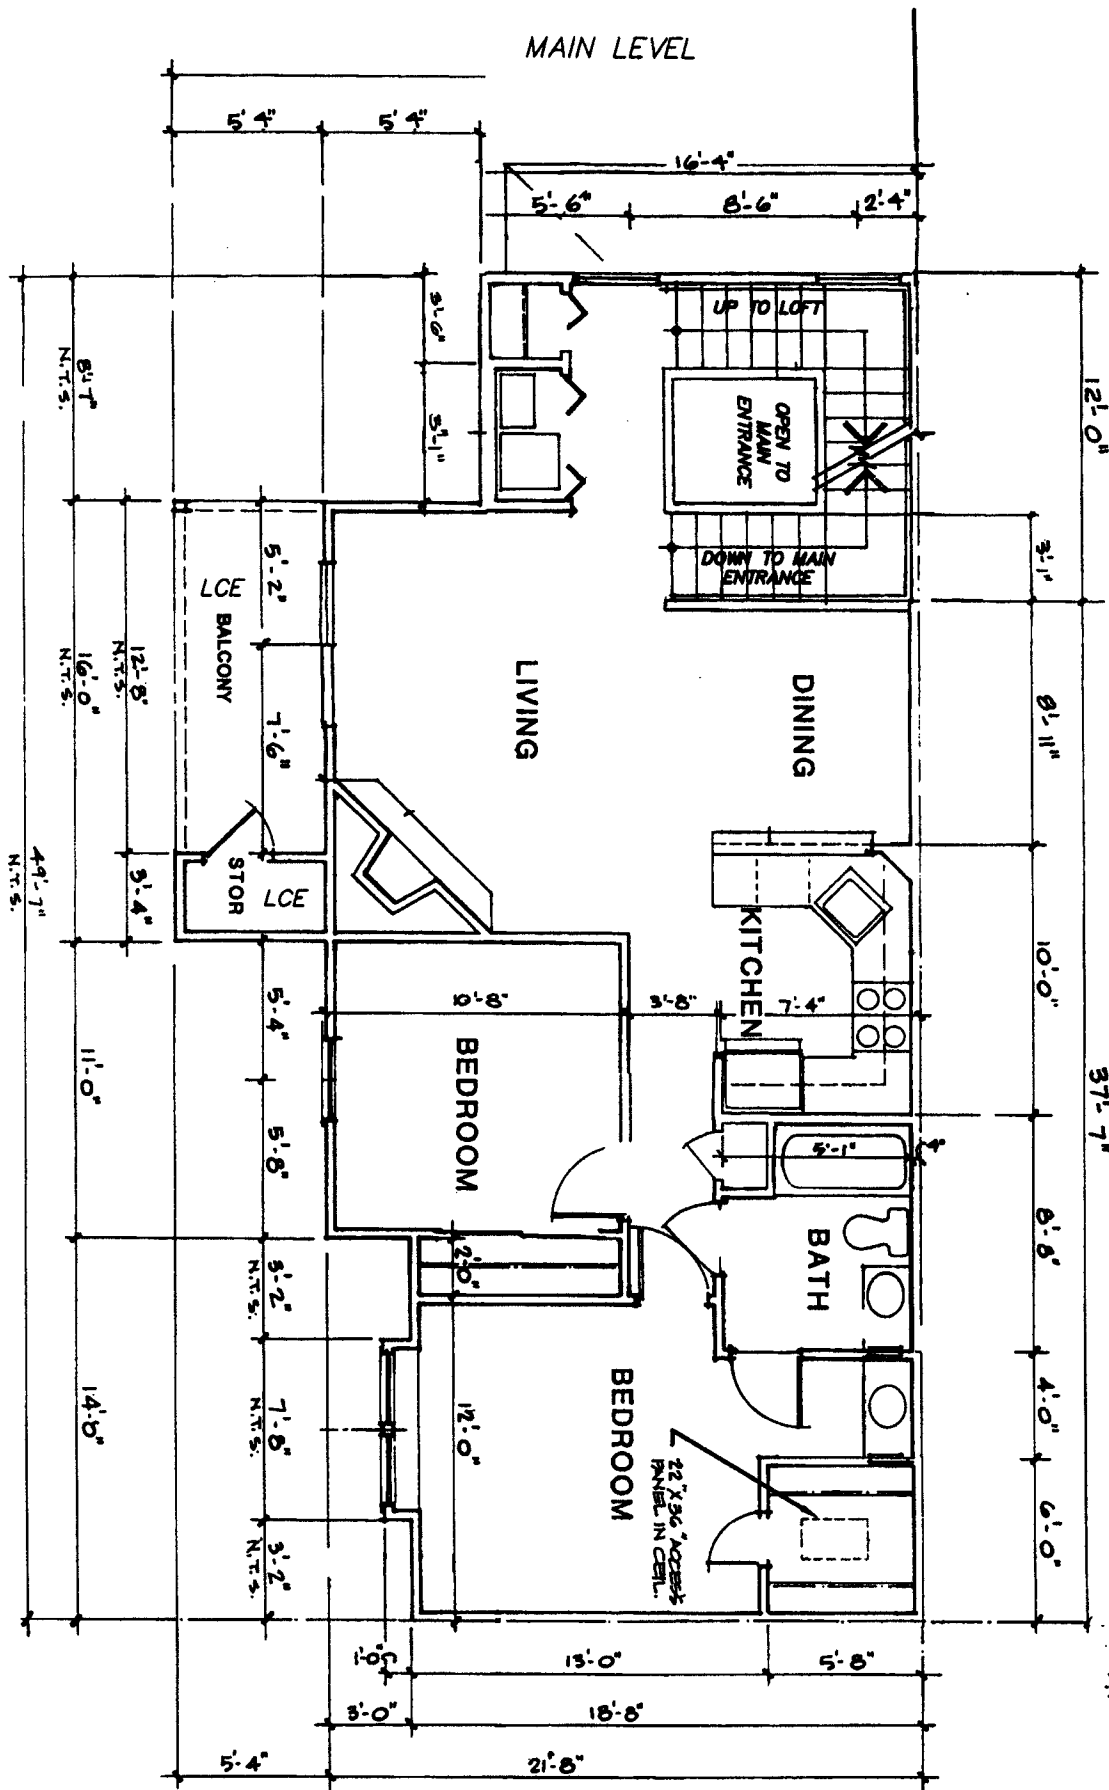 MAIN LEVEL
5'4"
5'4"
16'-4"
5'-6"
8'-6"
2'4"
12'-0"
37'-7"
3'-1"
8'-11"
10'-0"
8'-8"
4'-0"
6'-0"
3'-6"
5'-1"
8'-7"
N.T.S.
16'-0"
N.T.S.
11'-0"
14'-8"
49'-7"
N.T.S.
12'-8"
N.T.S.
3'-4"
5'-2"
7'-6"
5'-4"
5'-8"
3'-2"
N.T.S.
7'-8"
N.T.S.
3'-2"
N.T.S.
UP TO LOFT
OPEN TO
MAIN
ENTRANCE
DOWN TO MAIN
ENTRANCE
LCE
BALCONY
STOR
LCE
LIVING
DINING
KITCHEN
10'-8"
3'-8"
7'-4"
BEDROOM
5'-1"
4"
BATH
2'-0"
12'-0"
BEDROOM
22"X36" ACCESS
PANEL IN CEIL.
1'-0"
13'-0"
5'-8"
3'-0"
18'-8"
5'-4"
21'-8"